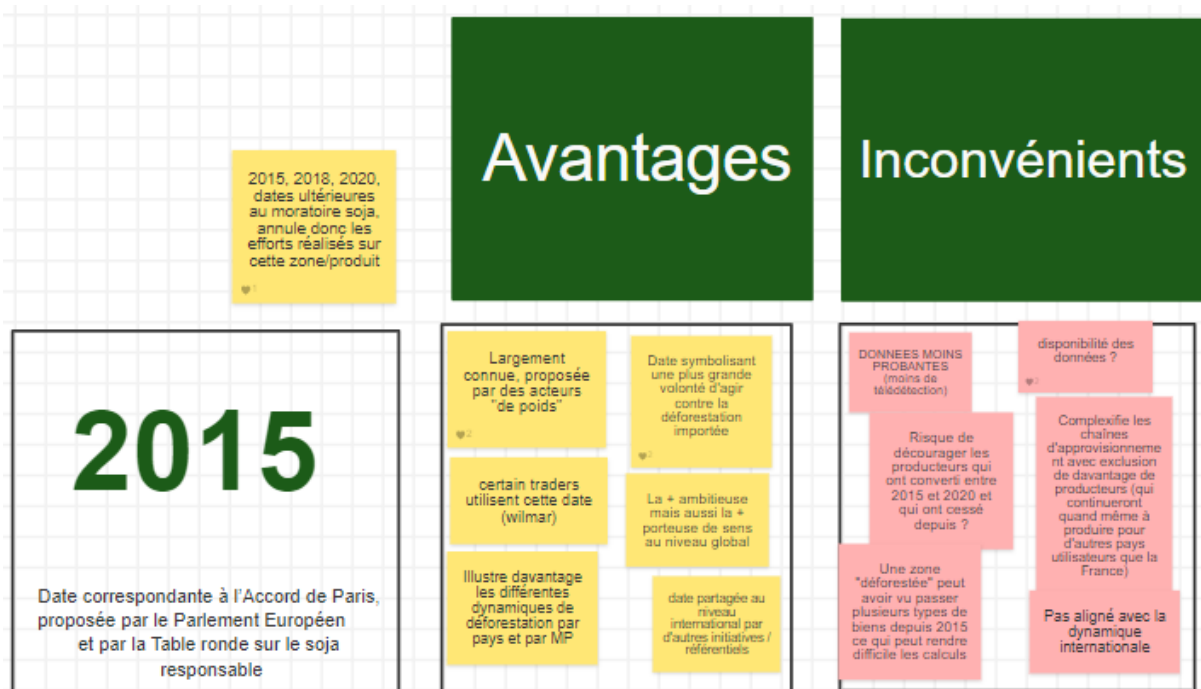 Avantages
Inconvénients
2015, 2018, 2020,
dates ultérieures
au moratoire soja,
annule donc les
efforts réalisés sur
cette zone/produit
2015
Date correspondante à l'Accord de Paris,
proposée par le Parlement Européen
et par la Table ronde sur le soja
responsable
Largement
connue, proposée
par des acteurs
"de poids"
2
Date symbolisant
une plus grande
volonté d'agir
contre la
déforestation
importée
2
certain traders
utilisent cette date
(wilmar)
La + ambitieuse
mais aussi la +
porteuse de sens
au niveau global
Illustre davantage
les différentes
dynamiques de
déforestation par
pays et par MP
date partagée au
niveau
international par
d'autres initiatives /
référentiels
DONNEES MOINS
PROBANTES
(moins de
télédétection)
disponibilité des
données ?
Risque de
décourager les
producteurs qui
ont converti entre
2015 et 2020 et
qui ont cessé
depuis ?
Complexifie les
chaînes
d'approvisionneme
nt avec exclusion
de davantage de
producteurs (qui
continueront
quand même à
produire pour
d'autres pays
utilisateurs que la
France)
Une zone
"déforestée" peut
avoir vu passer
plusieurs types de
biens depuis 2015
ce qui peut rendre
difficile les calculs
Pas aligné avec la
dynamique
internationale